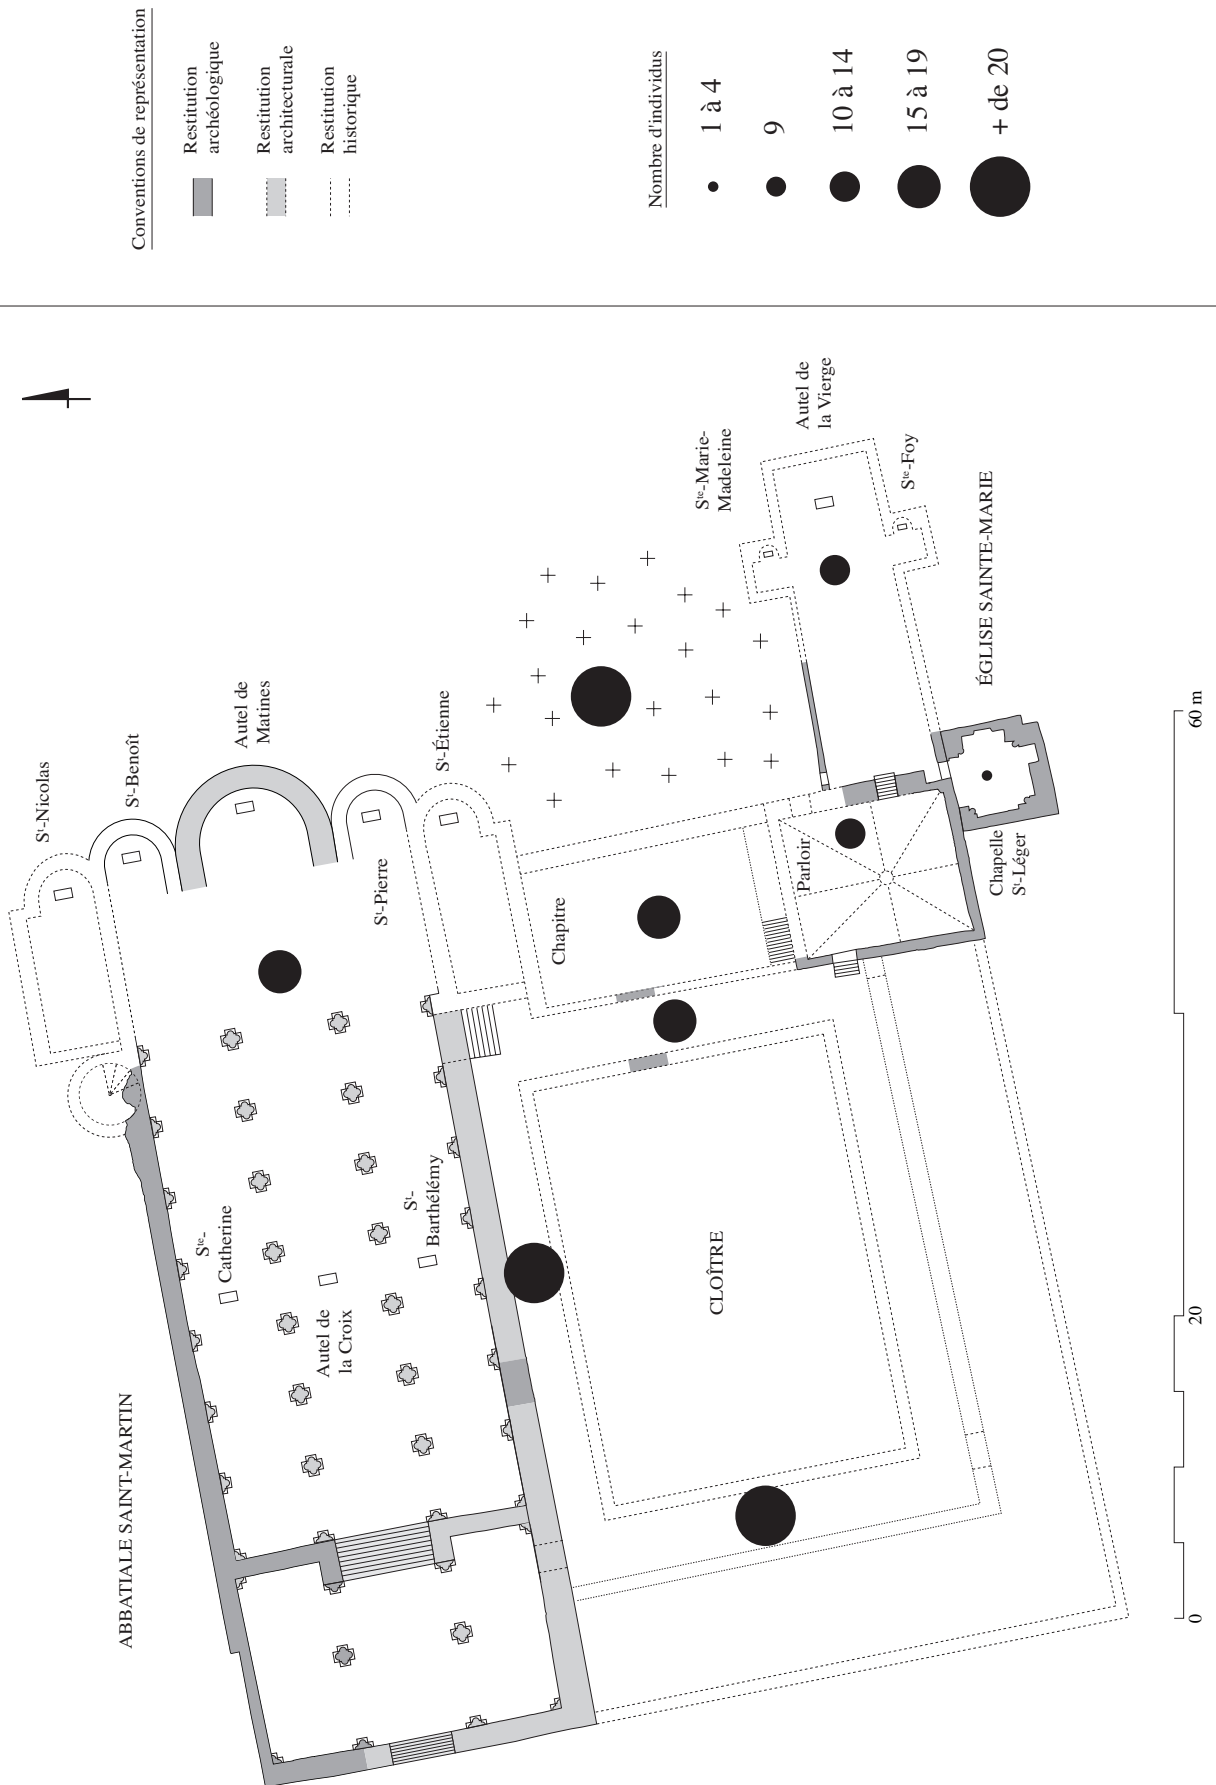 Conventions de représentation
Restitution
archéologique
Restitution
architecturale
Restitution
historique
Nombre d'individus
1 à 4
9
10 à 14
15 à 19
+ de 20
ABBATIALE SAINT-MARTIN
Sᵗ-Nicolas
Sᵗ-Benoît
Autel de
Matines
Sᵗ-Pierre
Sᵗ-Étienne
Sᵗᵉ-
Catherine
Autel de
la Croix
Sᵗ-
Barthélémy
CLOÎTRE
Chapitre
Parloir
Chapelle
Sᵗ-Léger
Sᵗᵉ-Marie-
Madeleine
Autel de
la Vierge
Sᵗᵉ-Foy
ÉGLISE SAINTE-MARIE
0
20
60 m